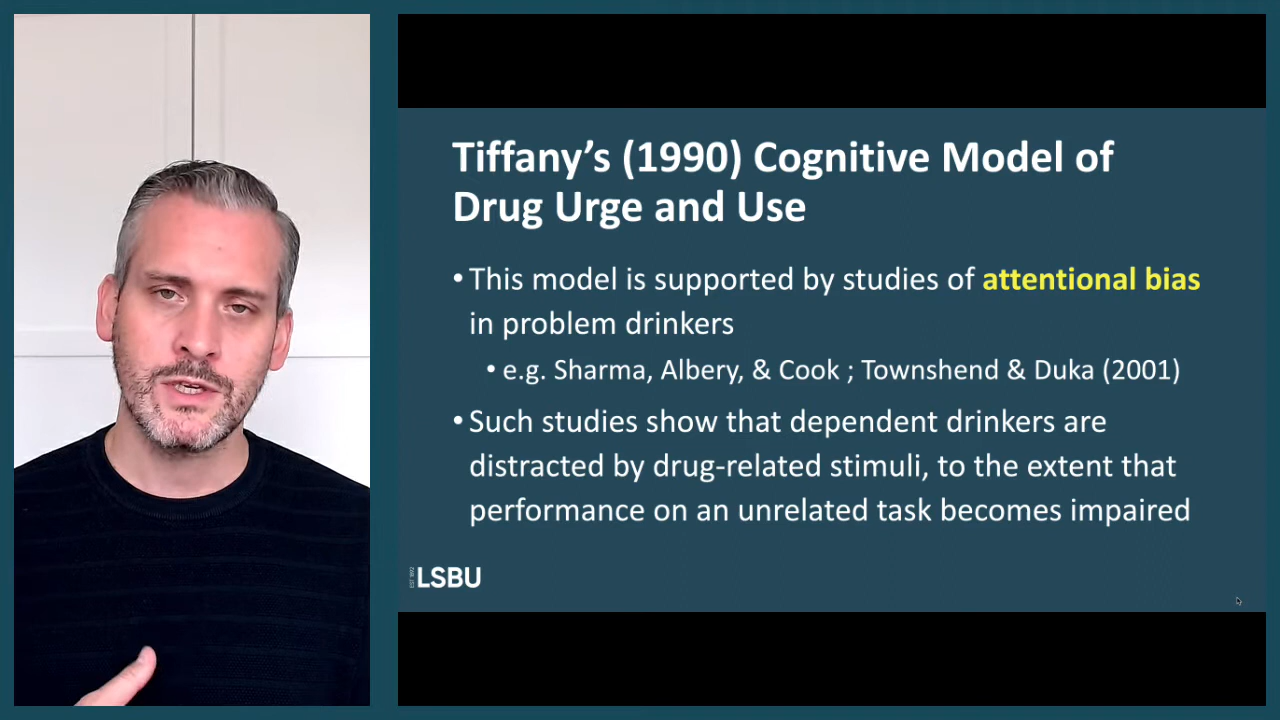 Tiffany’s (1990) Cognitive Model of
Drug Urge and Use
•This model is supported by studies of attentional bias
in problem drinkers
•e.g. Sharma, Albery, & Cook ; Townshend & Duka (2001)
•Such studies show that dependent drinkers are
distracted by drug-related stimuli, to the extent that
performance on an unrelated task becomes impaired
EST 1892
LSBU